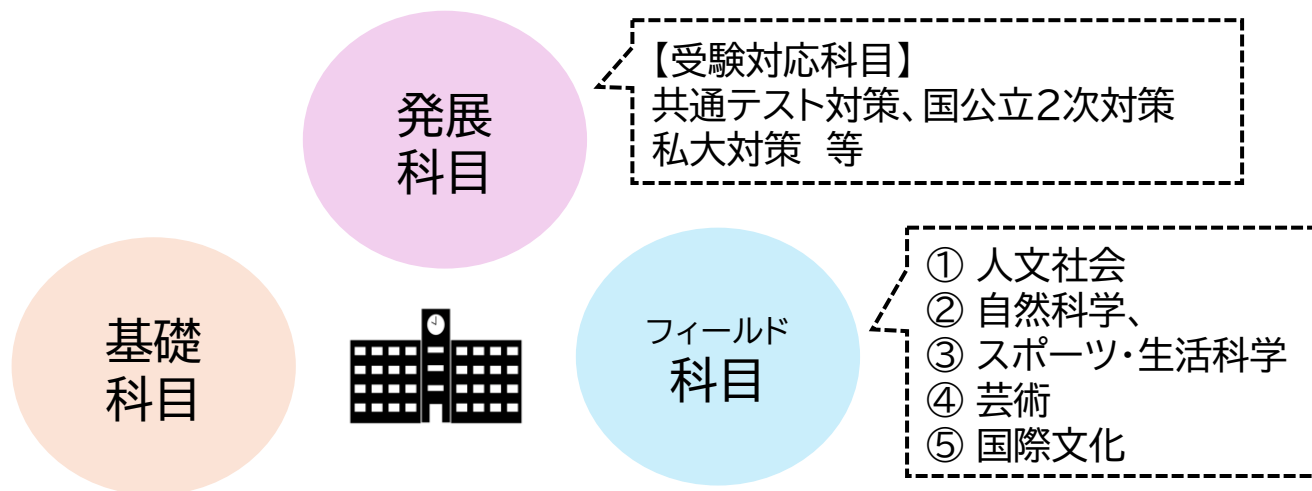 発展
科目
【受験対応科目】
共通テスト対策、国公立2次対策
私大対策　等
基礎
科目
フィールド
科目
① 人文社会
② 自然科学、
③ スポーツ・生活科学
④ 芸術
⑤ 国際文化